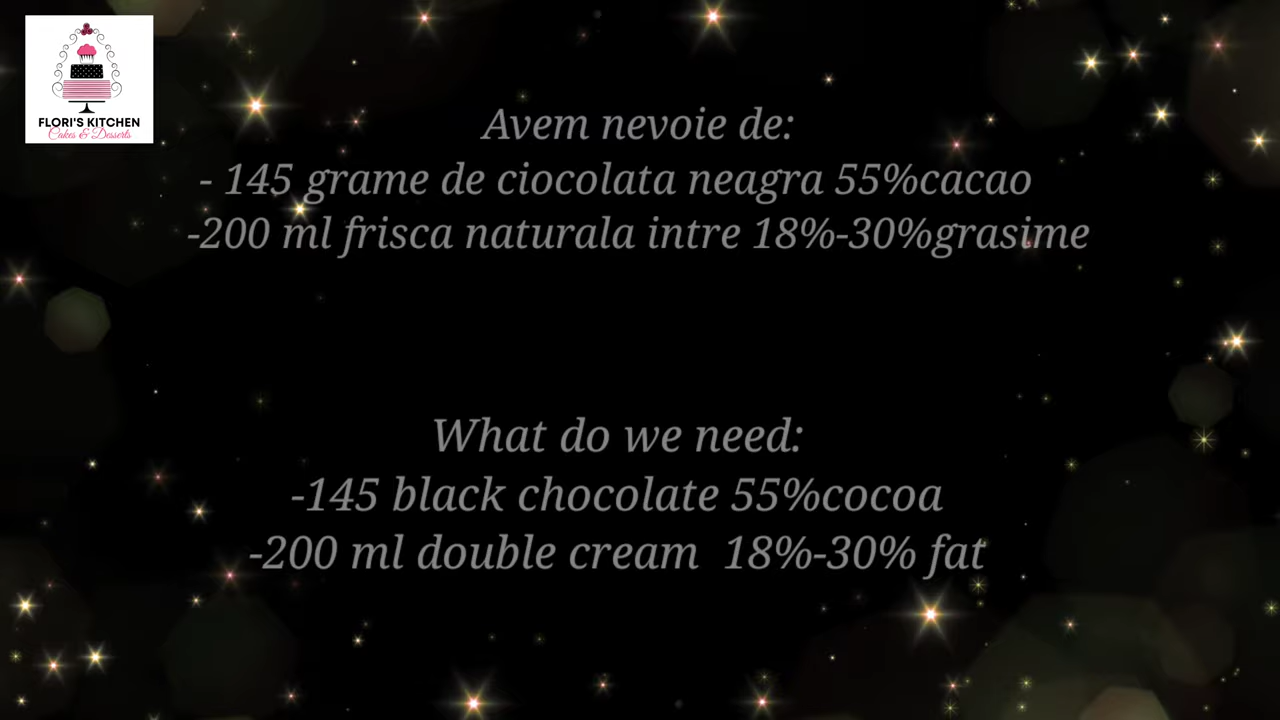 FLORI'S KITCHEN
Cakes & Desserts
Avem nevoie de:
- 145 grame de ciocolata neagra 55%cacao
-200 ml frisca naturala intre 18%-30%grasime
What do we need:
-145 black chocolate 55%cocoa
-200 ml double cream  18%-30% fat